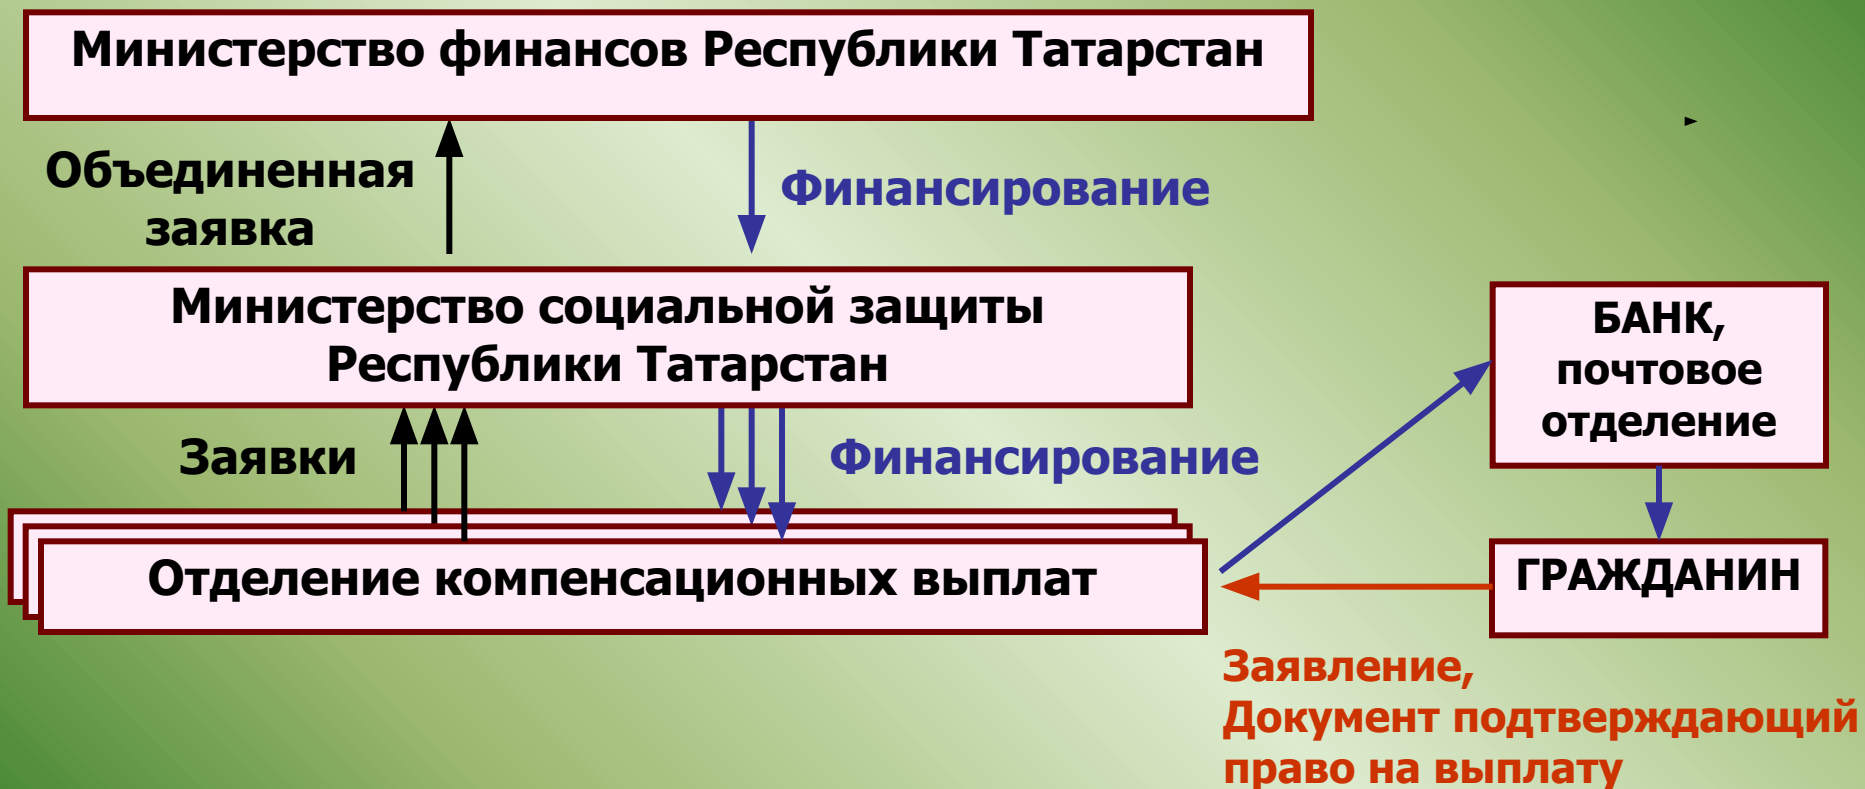 Министерство финансов Республики Татарстан
Объединенная
заявка
Финансирование
Министерство социальной защиты
Республики Татарстан
БАНК,
почтовое
отделение
Заявки
Финансирование
Отделение компенсационных выплат
ГРАЖДАНИН
Заявление,
Документ подтверждающий
право на выплату